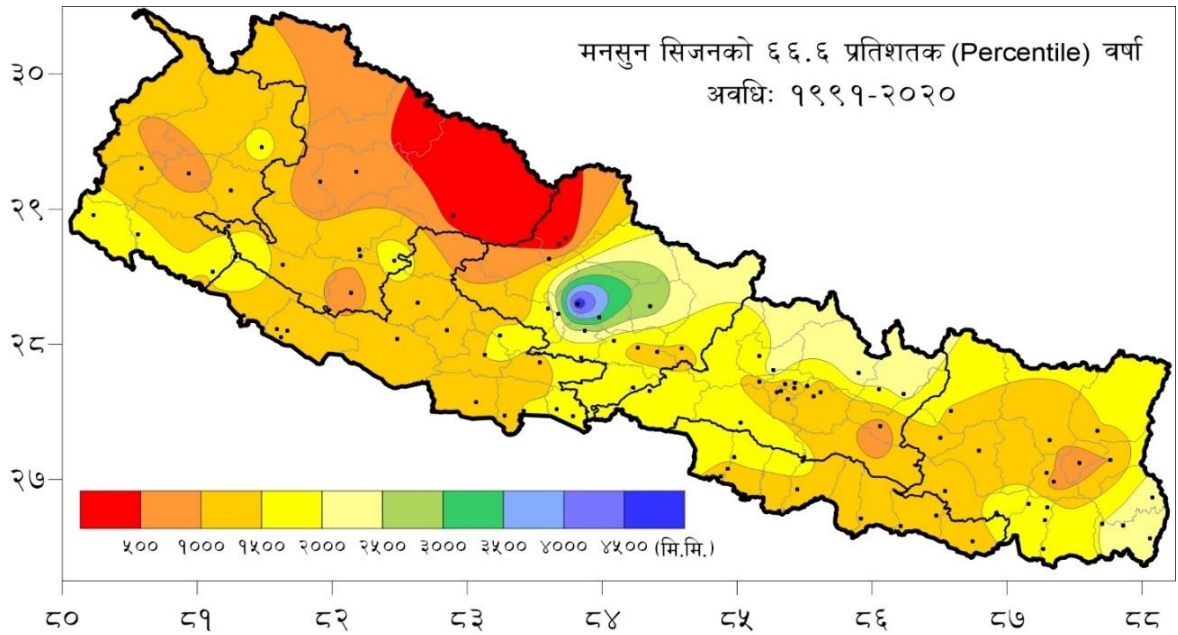 मनसुन सिजनको ६६.६ प्रतिशतक (Percentile) वर्षा
अवधिः १९९१-२०२०
३०
२९
२८
२७
५०० १००० १५०० २००० २५०० ३००० ३५०० ४००० ४५०० (मि.मि.)
८० ८१ ८२ ८३ ८४ ८५ ८६ ८७ ८८